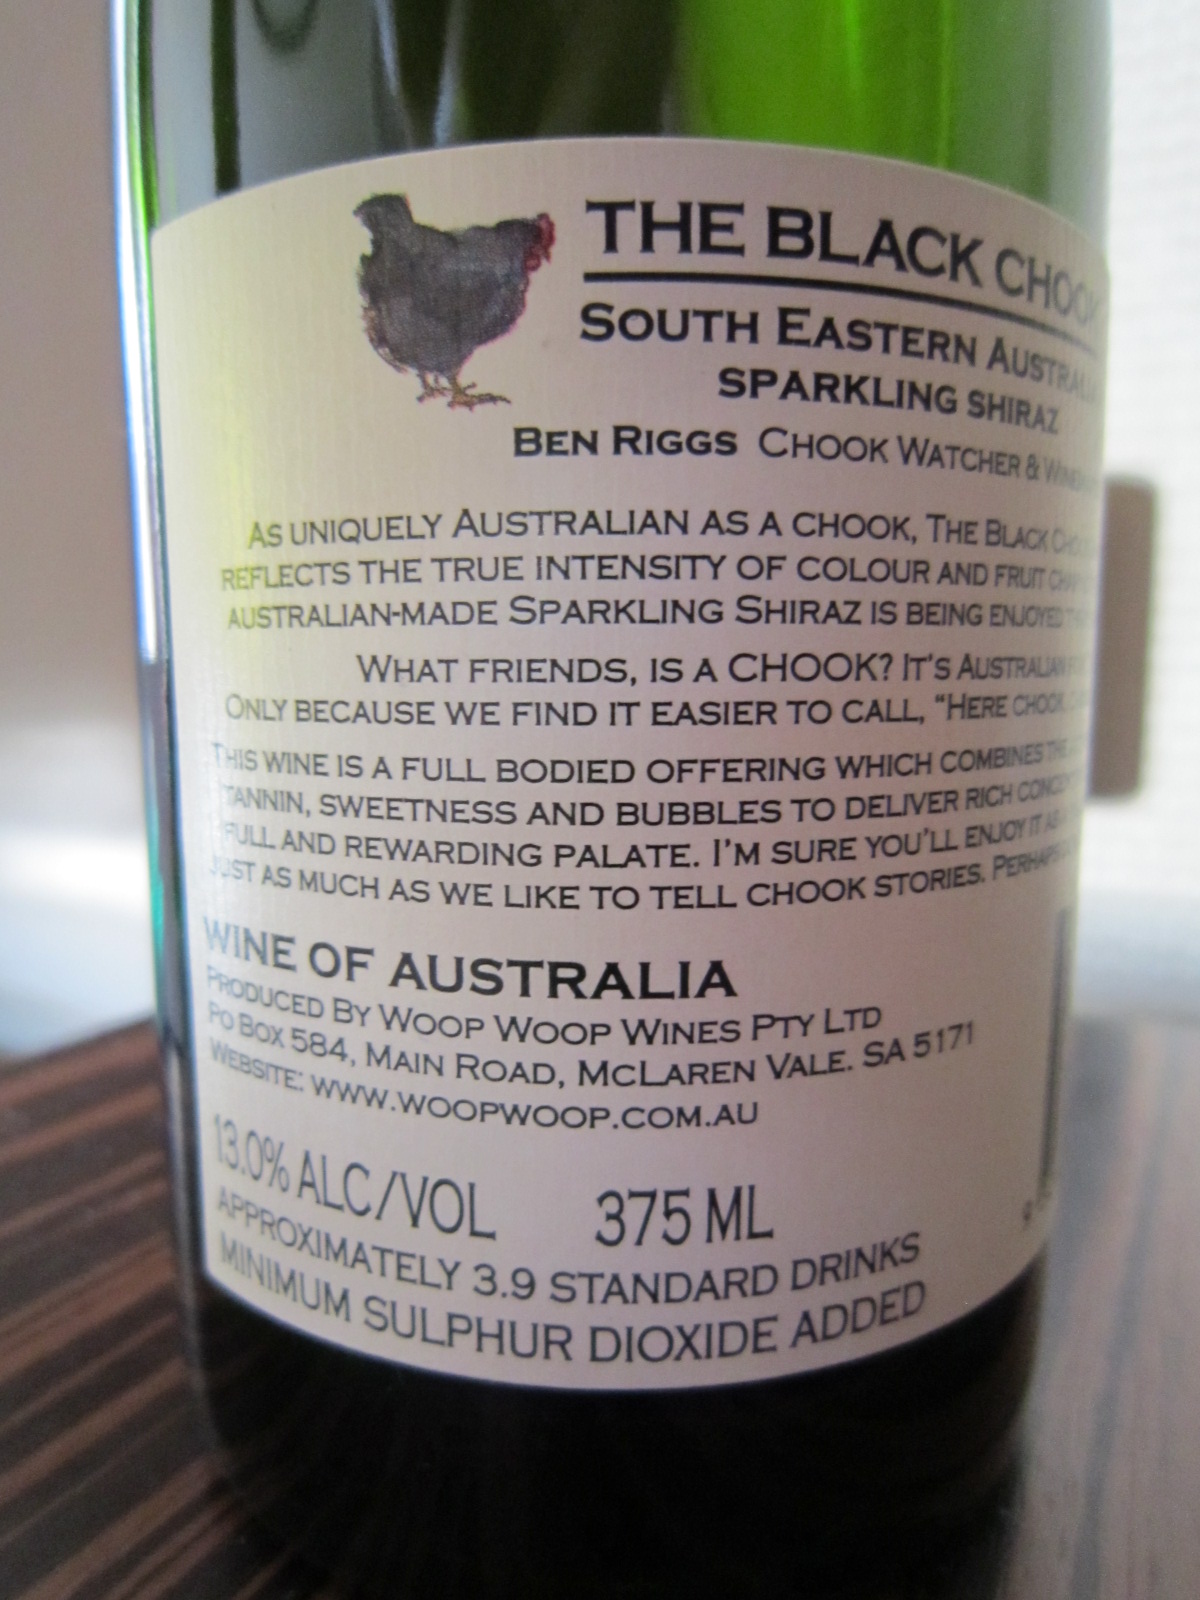 THE BLACK CHOOK
SOUTH EASTERN AUSTRALIA
SPARKLING SHIRAZ
BEN RIGGS CHOOK WATCHER &
AS UNIQUELY AUSTRALIAN AS A CHOOK, THE BLACK
REFLECTS THE TRUE INTENSITY OF COLOUR AND FRUIT
AUSTRALIAN-MADE SPARKLING SHIRAZ IS BEING ENJOYED
WHAT FRIENDS, IS A CHOOK? IT'S AUSTRALIAN
ONLY BECAUSE WE FIND IT EASIER TO CALL, "HERE CHOOK,
THIS WINE IS A FULL BODIED OFFERING WHICH COMBINES THE
TANNIN, SWEETNESS AND BUBBLES TO DELIVER RICH
FULL AND REWARDING PALATE. I'M SURE YOU'LL ENJOY IT AS
JUST AS MUCH AS WE LIKE TO TELL CHOOK STORIES. PERHAPS
WINE OF AUSTRALIA
PRODUCED BY WOOP WOOP WINES PTY LTD
PO BOX 584, MAIN ROAD, MCLAREN VALE. SA 5171
WEBSITE: WWW.WOOPWOOP.COM.AU
13.0% ALC/VOL 375 ML
APPROXIMATELY 3.9 STANDARD DRINKS
MINIMUM SULPHUR DIOXIDE ADDED